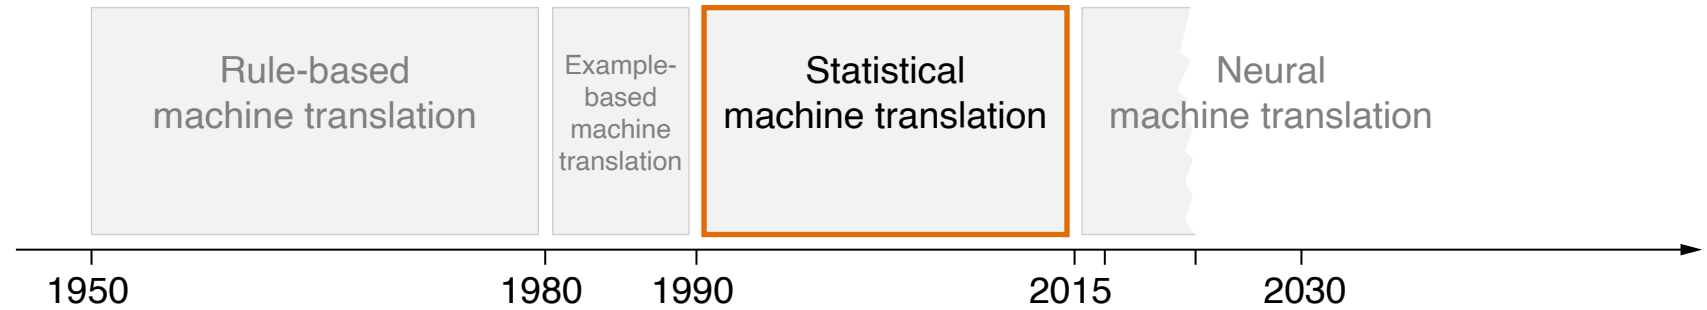 Rule-based
machine translation
Example-
based
machine
translation
Statistical
machine translation
Neural
machine translation
1950
1980
1990
2015
2030